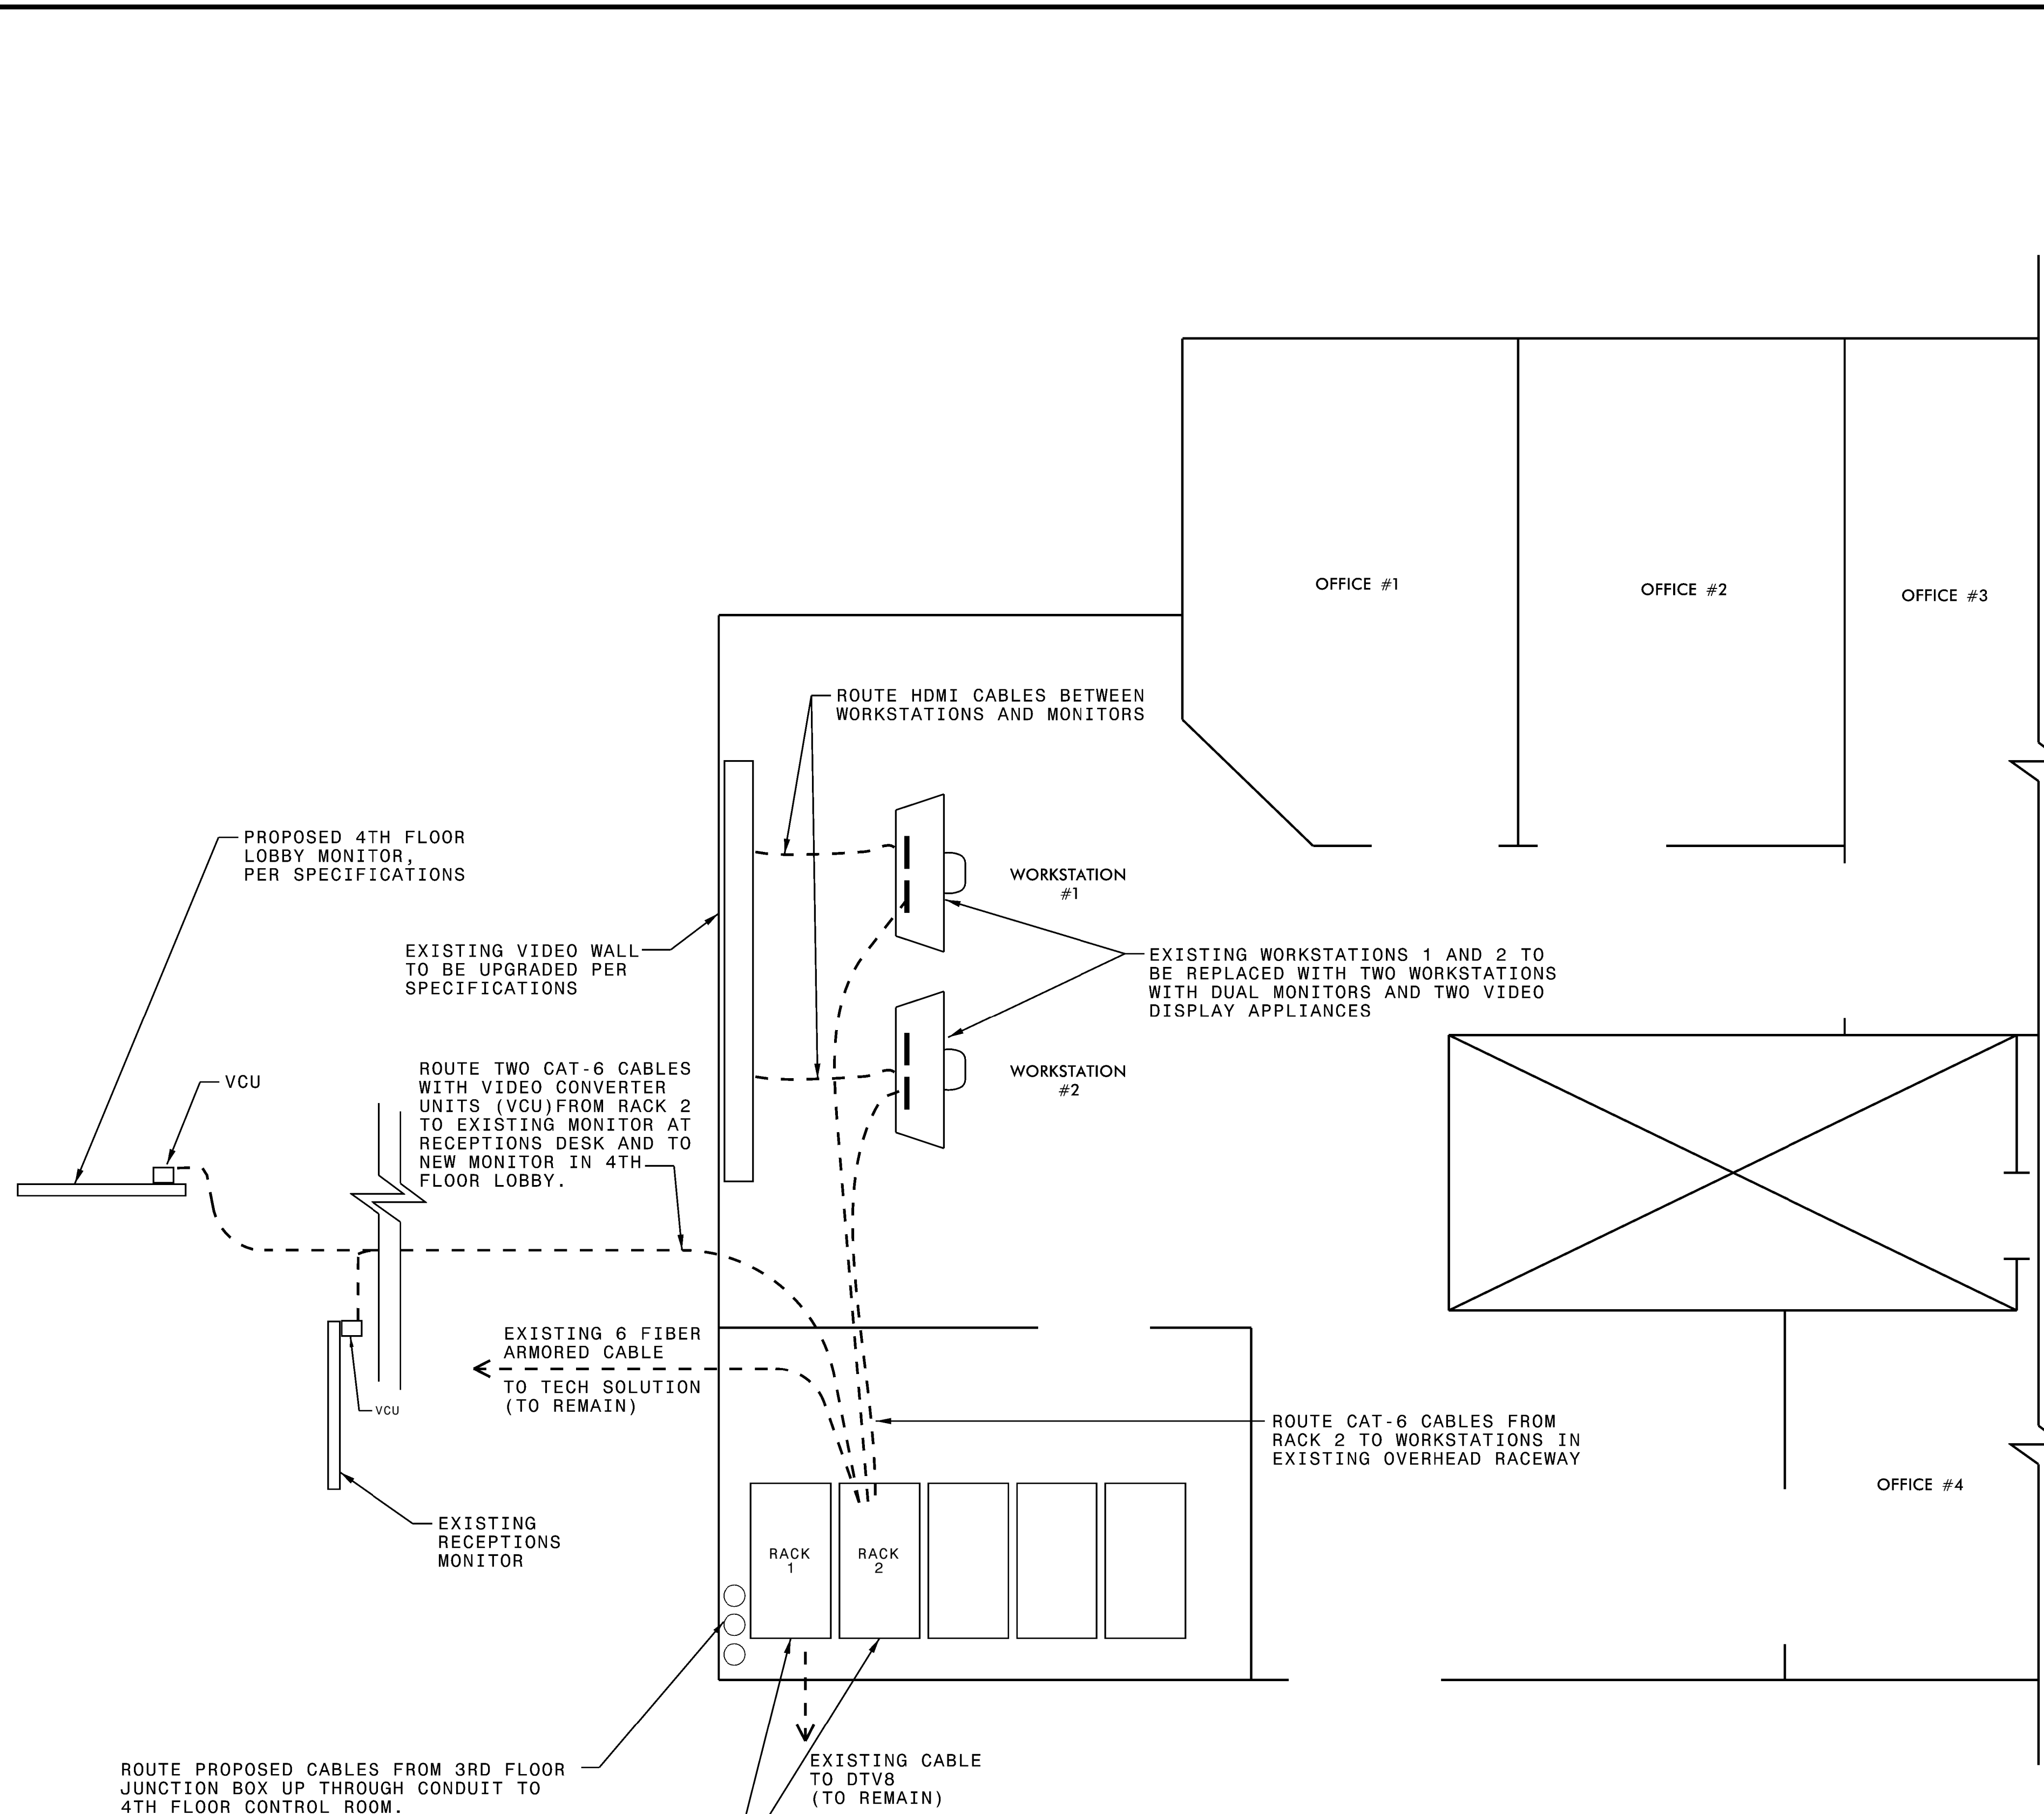 OFFICE #1
OFFICE #2
OFFICE #3
ROUTE HDMI CABLES BETWEEN
WORKSTATIONS AND MONITORS
PROPOSED 4TH FLOOR
LOBBY MONITOR,
PER SPECIFICATIONS
WORKSTATION
#1
EXISTING VIDEO WALL
TO BE UPGRADED PER
SPECIFICATIONS
EXISTING WORKSTATIONS 1 AND 2 TO
BE REPLACED WITH TWO WORKSTATIONS
WITH DUAL MONITORS AND TWO VIDEO
DISPLAY APPLIANCES
VCU
ROUTE TWO CAT-6 CABLES
WITH VIDEO CONVERTER
UNITS (VCU)FROM RACK 2
TO EXISTING MONITOR AT
RECEPTIONS DESK AND TO
NEW MONITOR IN 4TH
FLOOR LOBBY.
WORKSTATION
#2
EXISTING 6 FIBER
ARMORED CABLE
TO TECH SOLUTION
(TO REMAIN)
VCU
ROUTE CAT-6 CABLES FROM
RACK 2 TO WORKSTATIONS IN
EXISTING OVERHEAD RACEWAY
OFFICE #4
EXISTING
RECEPTIONS
MONITOR
RACK
1
RACK
2
ROUTE PROPOSED CABLES FROM 3RD FLOOR
JUNCTION BOX UP THROUGH CONDUIT TO
4TH FLOOR CONTROL ROOM.
EXISTING CABLE
TO DTV8
(TO REMAIN)